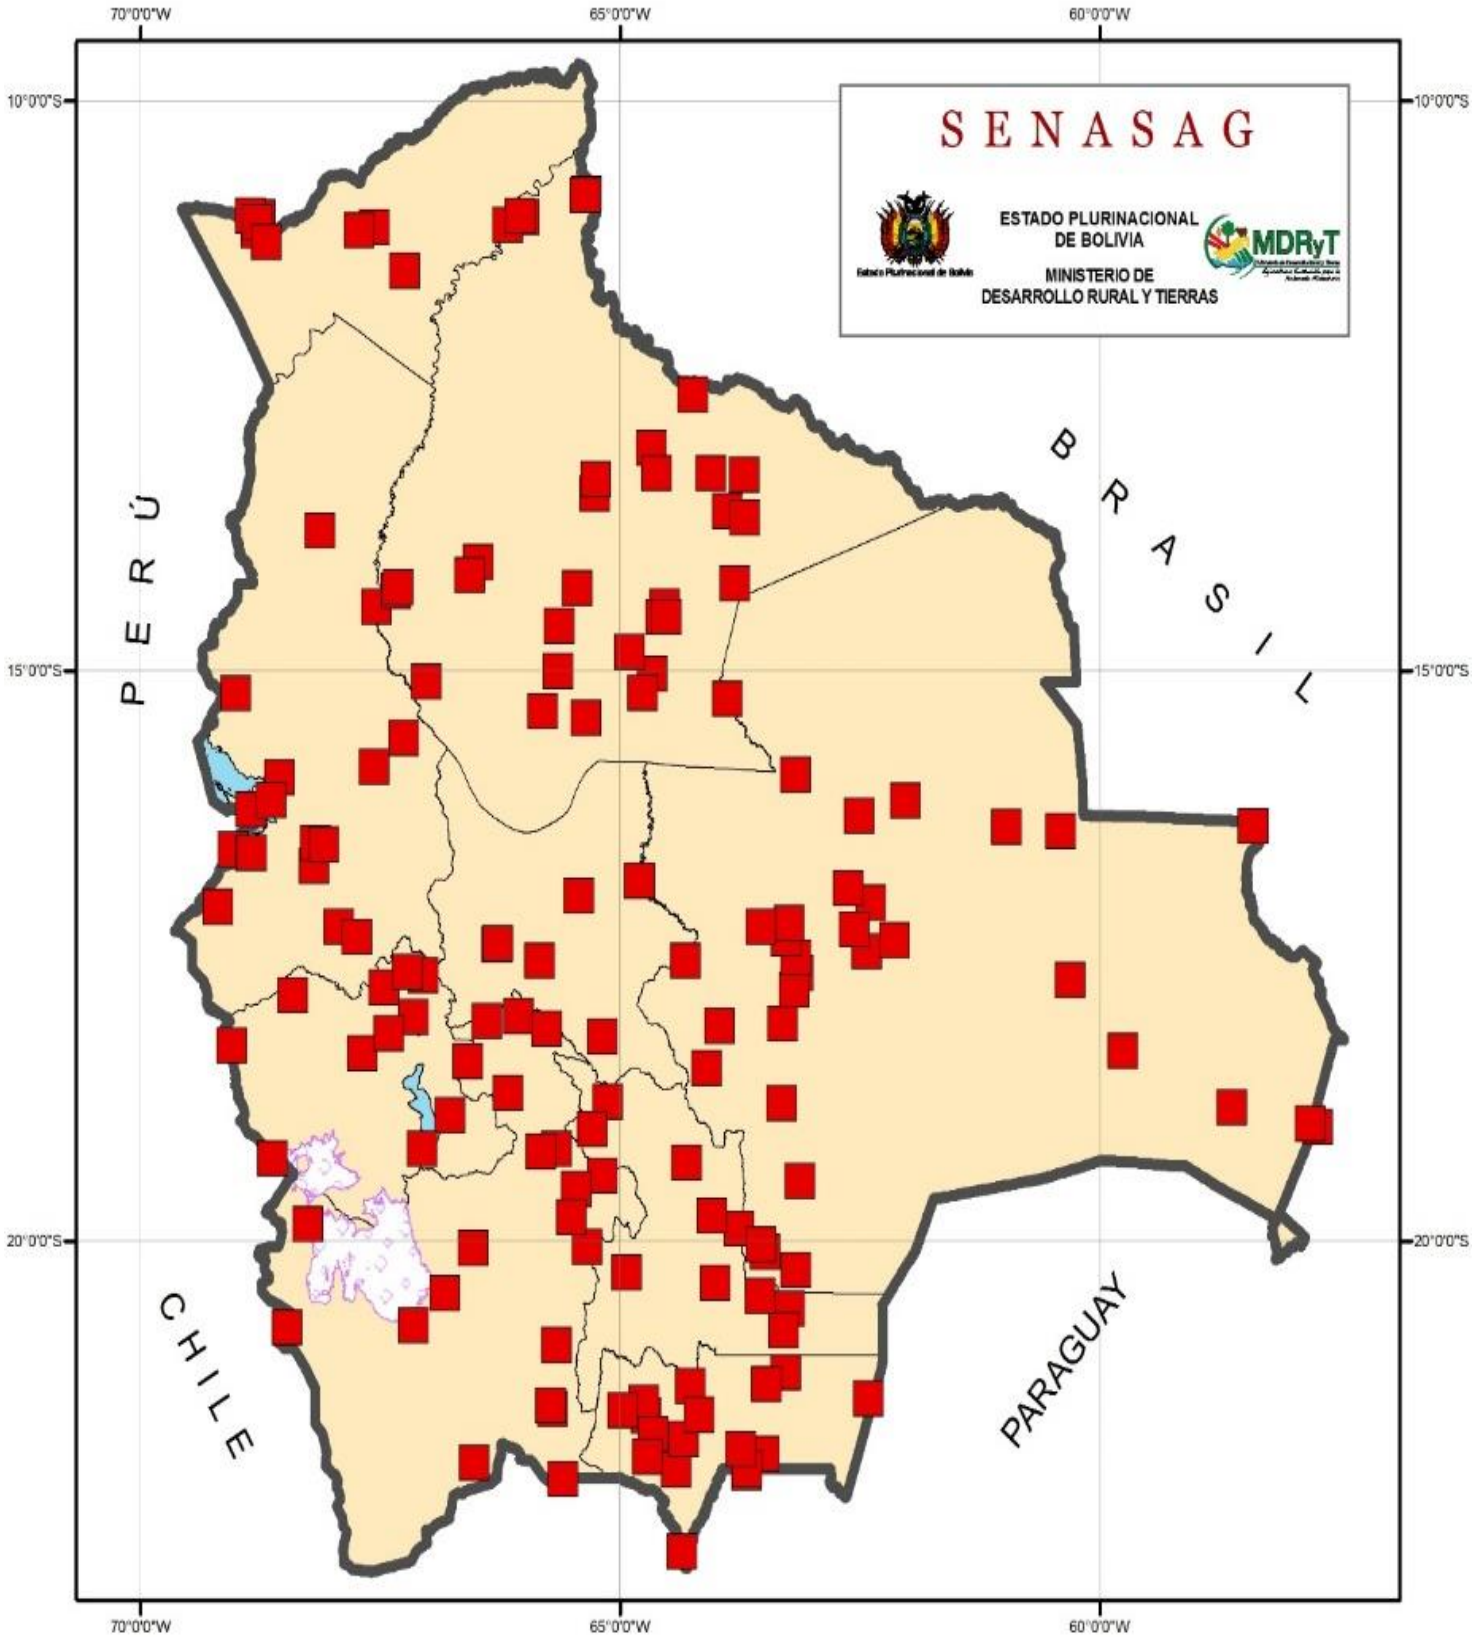 70°0'0"W 65°0'0"W 60°0'0"W
10°0'0"S 10°0'0"S
SENASAG
Estado Plurinacional de Bolivia
ESTADO PLURINACIONAL
DE BOLIVIA
MINISTERIO DE
DESARROLLO RURAL Y TIERRAS
MDRyT
BRASIL
PERÚ
15°0'0"S 15°0'0"S
20°0'0"S 20°0'0"S
CHILE
PARAGUAY
70°0'0"W 65°0'0"W 60°0'0"W